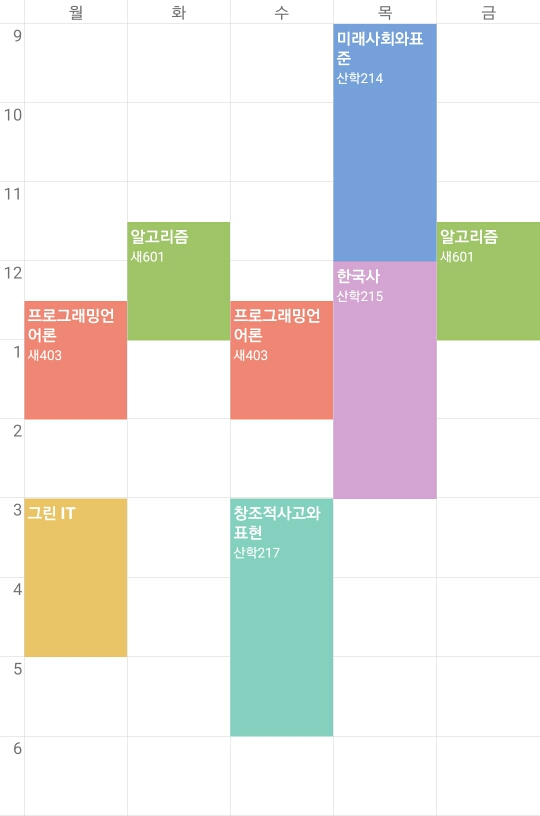 월 화 수 목 금
9
미래사회와표
준
산학214
10
11
알고리즘
새601
알고리즘
새601
12
한국사
산학215
프로그래밍언
어론
새403
프로그래밍언
어론
새403
1
2
3
그린 IT
창조적사고와
표현
산학217
4
5
6